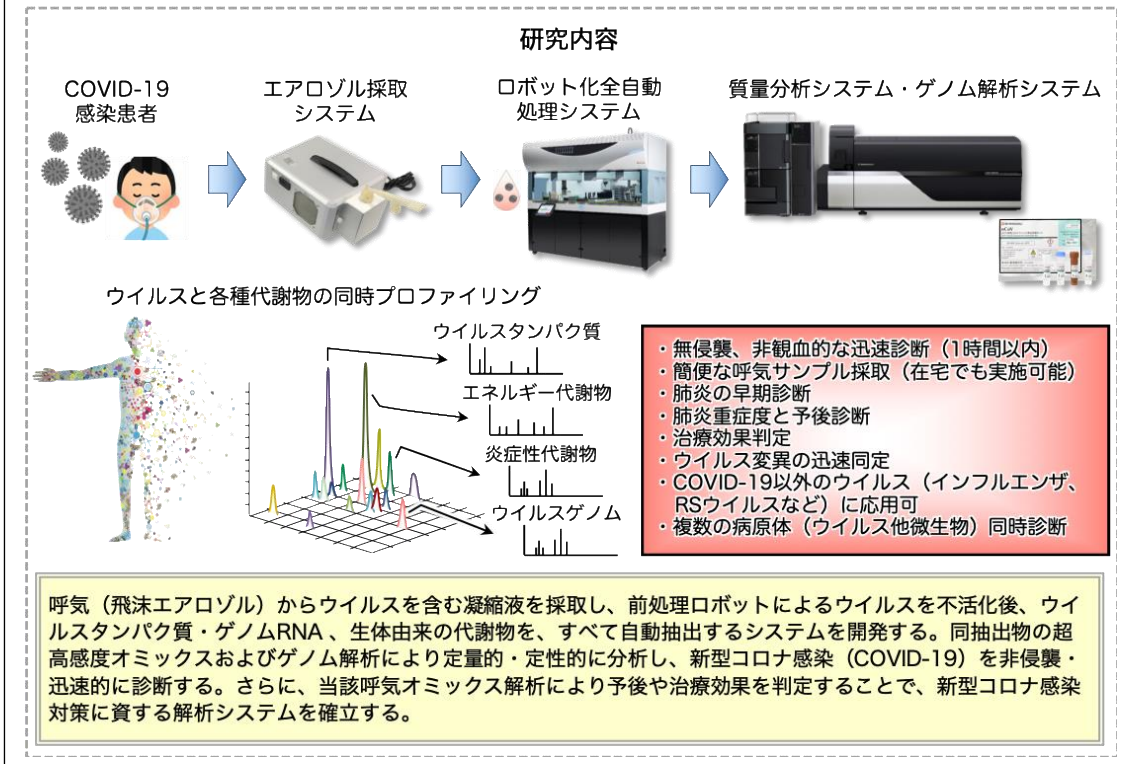 研究内容
COVID-19
感染患者
エアロゾル採取
システム
ロボット化全自動
処理システム
質量分析システム・ゲノム解析システム
ウイルスと各種代謝物の同時プロファイリング
ウイルスタンパク質
エネルギー代謝物
炎症性代謝物
ウイルスゲノム
・無侵襲、非観血的な迅速診断（1時間以内）
・簡便な呼気サンプル採取（在宅でも実施可能）
・肺炎の早期診断
・肺炎重症度と予後診断
・治療効果判定
・ウイルス変異の迅速同定
・COVID-19以外のウイルス（インフルエンザ、
RSウイルスなど）に応用可
・複数の病原体（ウイルス他微生物）同時診断
呼気（飛沫エアロゾル）からウイルスを含む凝縮液を採取し、前処理ロボットによるウイルスを不活化後、ウイ
ルスタンパク質・ゲノムRNA 、生体由来の代謝物を、すべて自動抽出するシステムを開発する。同抽出物の超
高感度オミックスおよびゲノム解析により定量的・定性的に分析し、新型コロナ感染（COVID-19）を非侵襲・
迅速的に診断する。さらに、当該呼気オミックス解析により予後や治療効果を判定することで、新型コロナ感染
対策に資する解析システムを確立する。